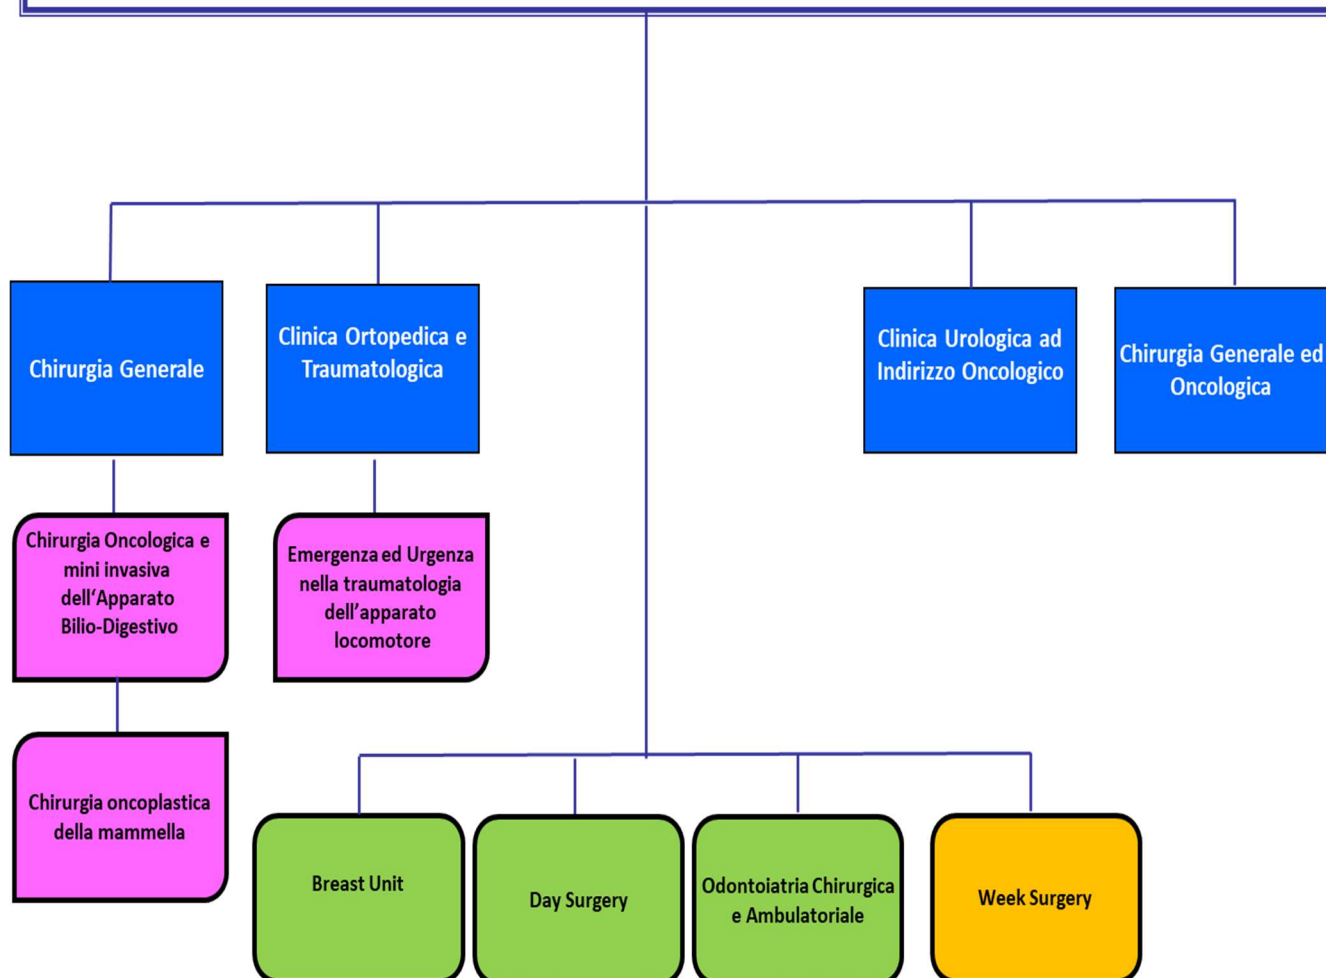 Chirurgia Generale
Clinica Ortopedica e
Traumatologica
Clinica Urologica ad
Indirizzo Oncologico
Chirurgia Generale ed
Oncologica
Chirurgia Oncologica e
mini invasiva
dell‘Apparato
Bilio-Digestivo
Emergenza ed Urgenza
nella traumatologia
dell’apparato
locomotore
Chirurgia oncoplastica
della mammella
Breast Unit
Day Surgery
Odontoiatria Chirurgica
e Ambulatoriale
Week Surgery